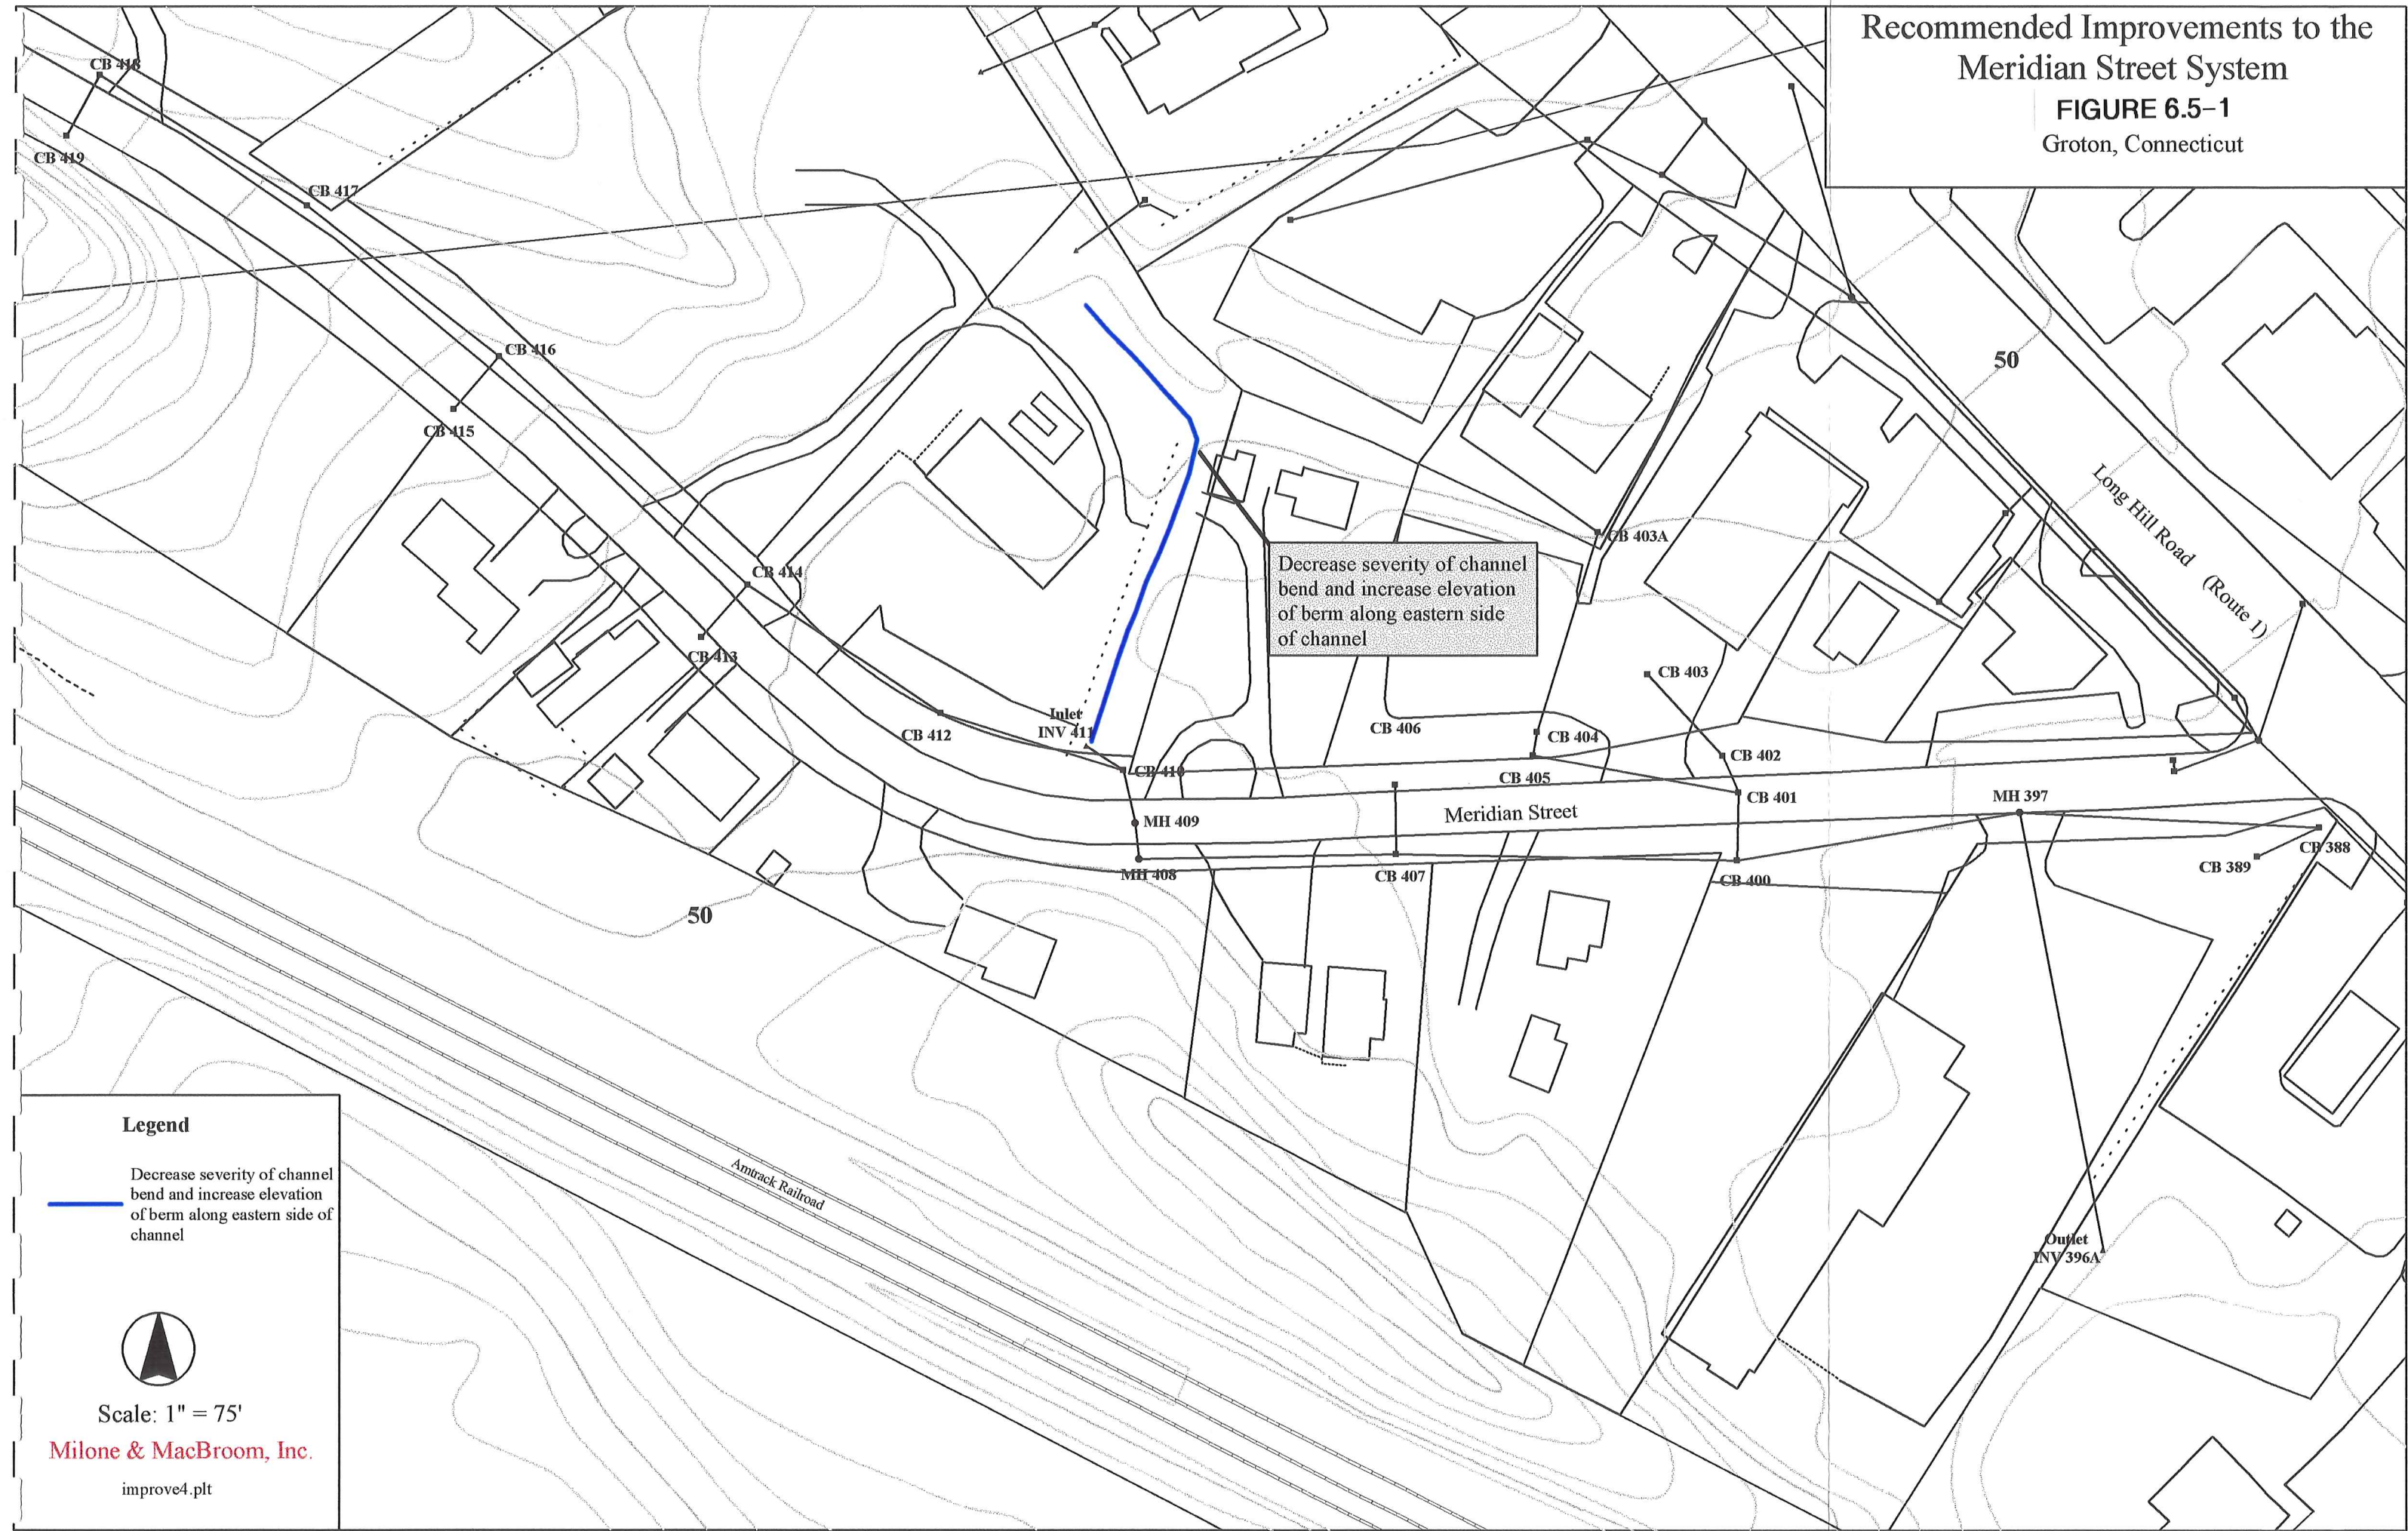 Recommended Improvements to the
Meridian Street System
FIGURE 6.5-1
Groton, Connecticut
CB 418
CB 419
CB 417
CB 416
CB 415
CB 414
CB 413
CB 412
Inlet
INV 411
CB 410
MH 409
MH 408
CB 407
CB 406
CB 405
CB 404
CB 403A
CB 403
CB 402
CB 401
CB 400
MH 397
CB 388
CB 389
Outlet
INV 396A
50
50
Long Hill Road (Route 1)
Meridian Street
Amtrack Railroad
Decrease severity of channel
bend and increase elevation
of berm along eastern side
of channel
Legend
Decrease severity of channel
bend and increase elevation
of berm along eastern side of
channel
Scale: 1" = 75'
Milone & MacBroom, Inc.
improve4.plt